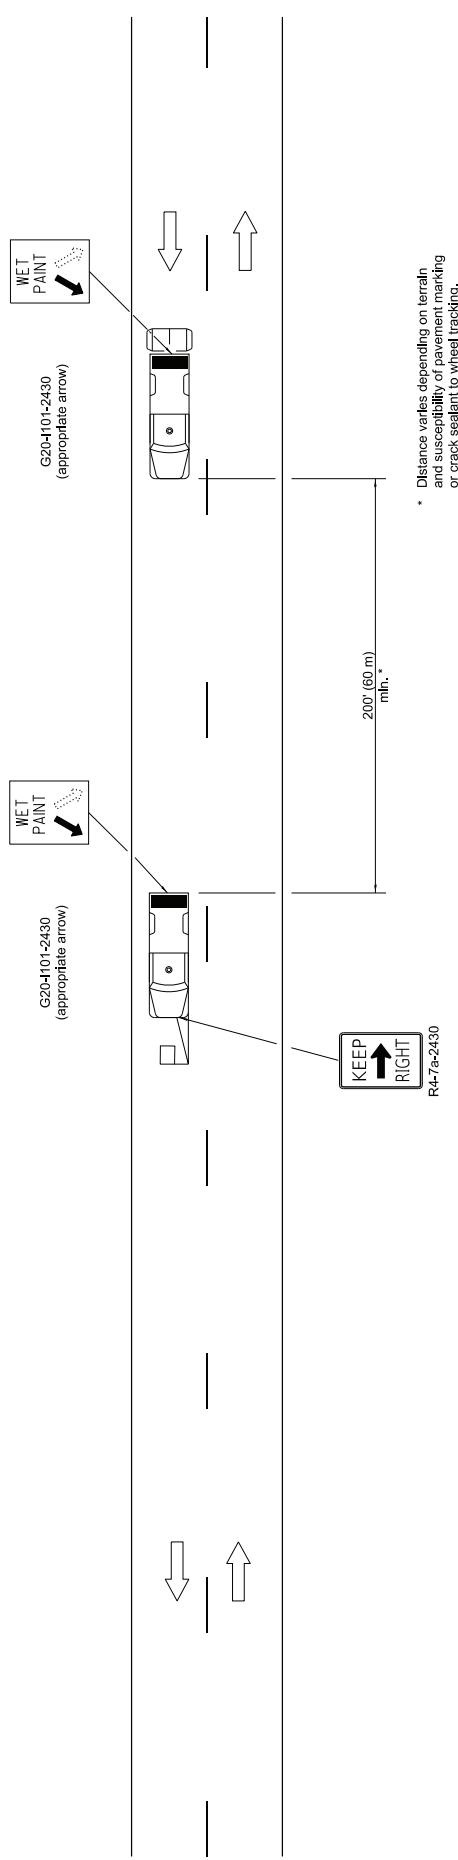 WET
PAINT
G20-I101-2430
(appropriate arrow)
* Distance varies depending on terrain
and susceptibility of pavement marking
or crack sealant to wheel tracking.
200' (60 m)
min. *
WET
PAINT
G20-I101-2430
(appropriate arrow)
KEEP
RIGHT
R4-7a-2430